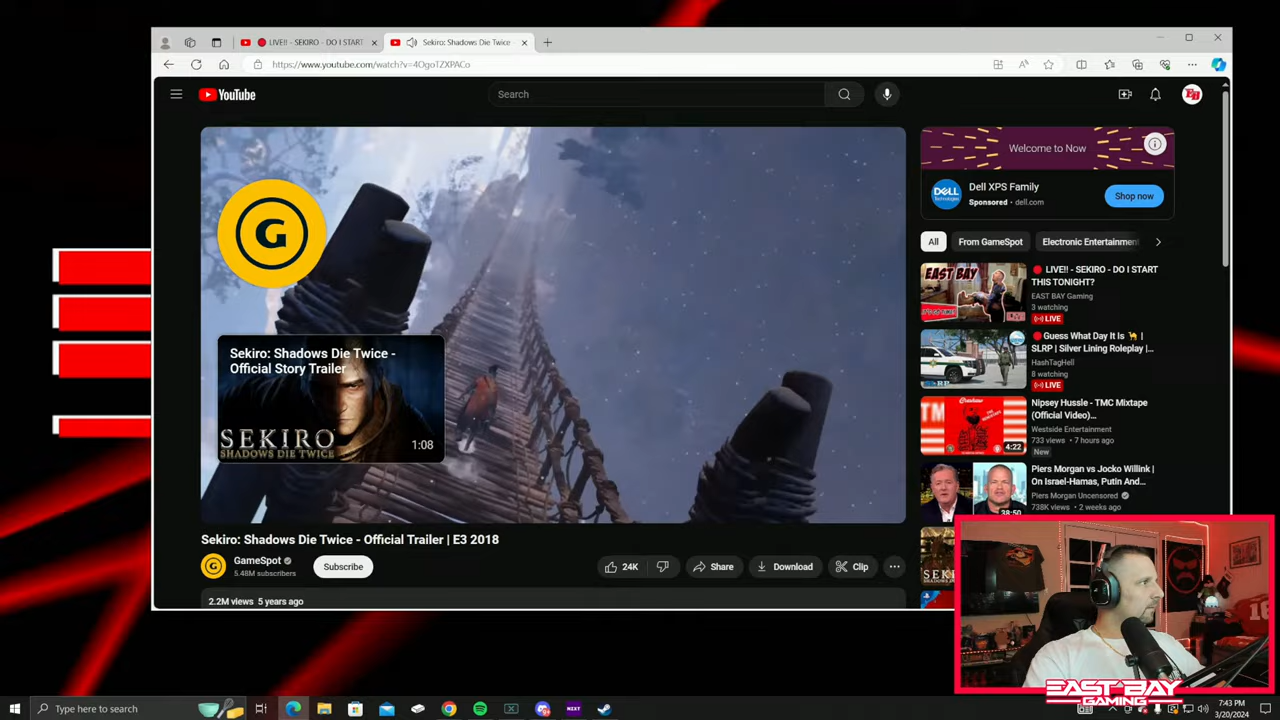 LIVE!! - SEKIRO - DO I START
Sekiro: Shadows Die Twice
https://www.youtube.com/watch?v=4OgoTZXPACo
YouTube
Search
EB
G
Sekiro: Shadows Die Twice -
Official Story Trailer
SEKIRO
SHADOWS DIE TWICE
1:08
Sekiro: Shadows Die Twice - Official Trailer | E3 2018
GameSpot
5.48M subscribers
Subscribe
24K
Share
Download
Clip
2.2M views 5 years ago
Welcome to Now
DELL
Technologies
Dell XPS Family
Sponsored · dell.com
Shop now
All
From GameSpot
Electronic Entertainmen
EAST BAY
LIVE!! - SEKIRO - DO I START
THIS TONIGHT?
EAST BAY Gaming
3 watching
LIVE
Guess What Day It Is |
SLRP | Silver Lining Roleplay |...
HashTagHell
8 watching
LIVE
4:22
Nipsey Hussle - TMC Mixtape
(Official Video)...
Westside Entertainment
733 views • 7 hours ago
New
38:50
Piers Morgan vs Jocko Willink |
On Israel-Hamas, Putin And...
Piers Morgan Uncensored
738K views • 2 weeks ago
EAST BAY
GAMING
Type here to search
NEXT
7:43 PM
3/20/2024